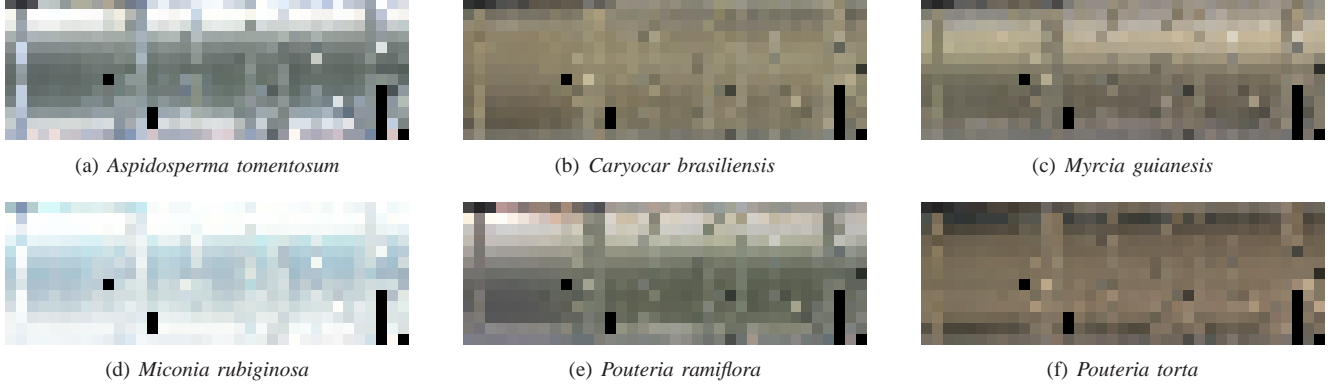 (a) Aspidosperma tomentosum
(b) Caryocar brasiliensis
(c) Myrcia guianesis
(d) Miconia rubiginosa
(e) Pouteria ramiflora
(f) Pouteria torta